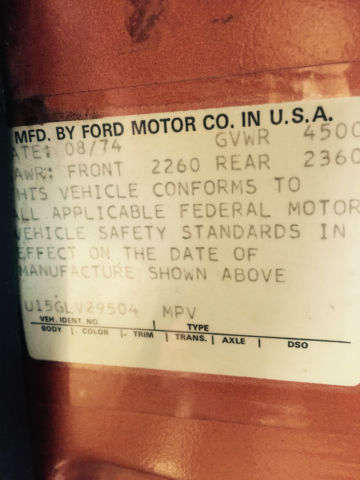 MFD. BY FORD MOTOR CO. IN U.S.A.
ATE: 08/74 GVWR 4500
AWR: FRONT 2260 REAR 2360
HIS VEHICLE CONFORMS TO
ALL APPLICABLE FEDERAL MOTOR
VEHICLE SAFETY STANDARDS IN
EFFECT ON THE DATE OF
MANUFACTURE SHOWN ABOVE
U15GLV29504 MPV
VEH. IDENT. NO. TYPE
BODY | COLOR | TRIM | TRANS. | AXLE | DSO